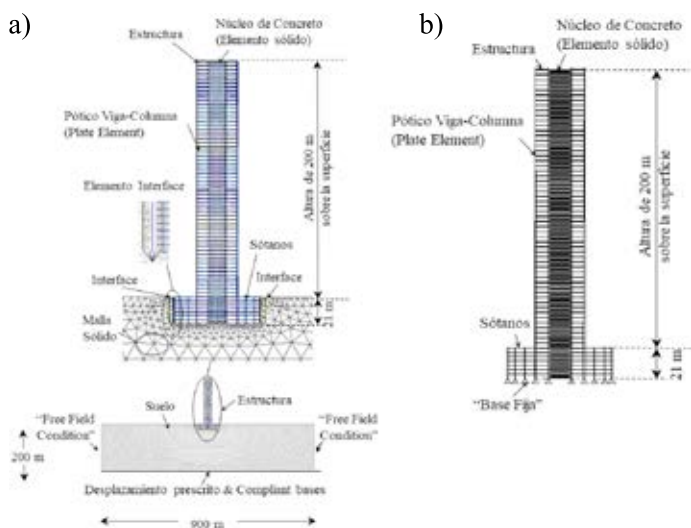 a)
Núcleo de Concreto
(Elemento sólido)
Estructura
Pórtico Viga-Columna
(Plate Element)
Elemento Interface
Altura de 200 m
sobre la superficie
Sótanos
Interface
Interface
21 m
Malla
Sólido
Estructura
Suelo
"Free Field
Condition"
"Free Field
Condition"
200 m
Desplazamiento prescrito & Compliant bases
900 m
b)
Núcleo de Concreto
(Elemento sólido)
Estructura
Pótico Viga-Columna
(Plate Element)
Altura de 200 m
sobre la superficie
Sótanos
21 m
"Base Fija"